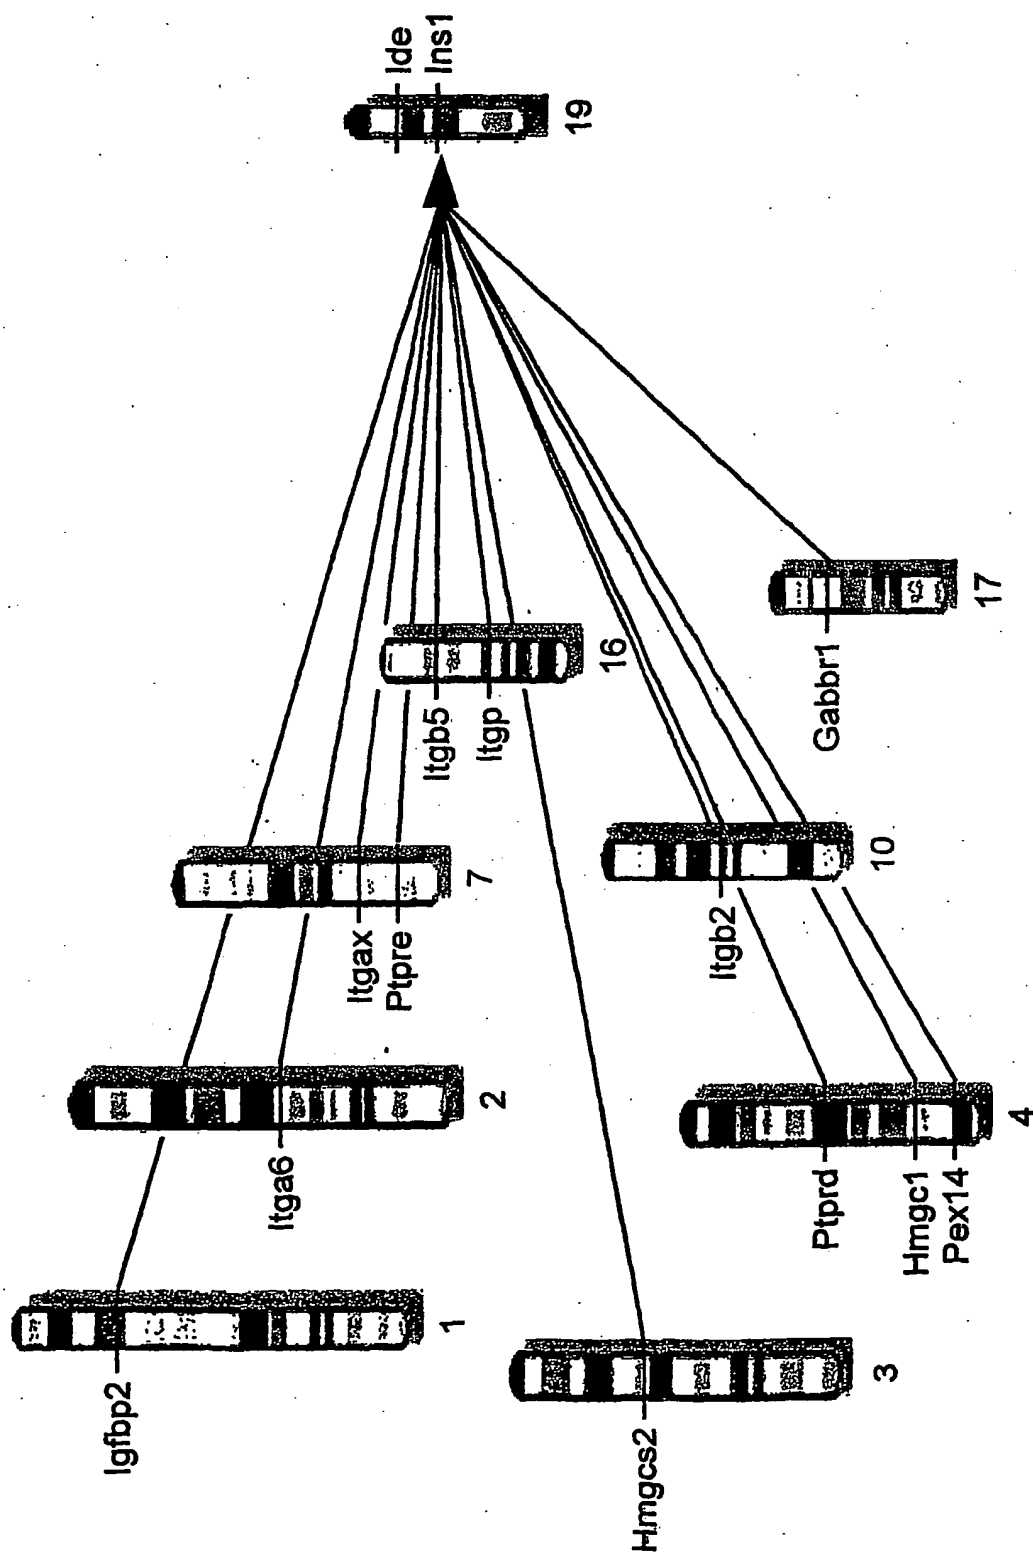 Ide
Ins1
19
Igfbp2
1
Itga6
2
Itgax
Ptpre
7
Itgb5
Itgp
16
Hmgcs2
3
Ptprd
Hmgc1
Pex14
4
Itgb2
10
Gabbr1
17